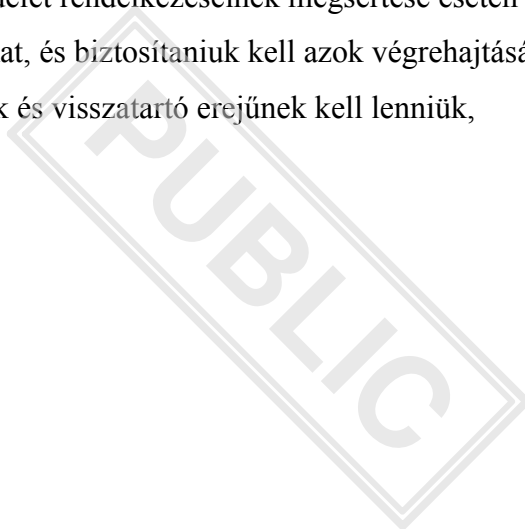 rendelkezéseinek megsértése esetén
at, és biztosítaniuk kell azok végrehajtásá
k és visszatartó erejűnek kell lenniük,
PUBLIC